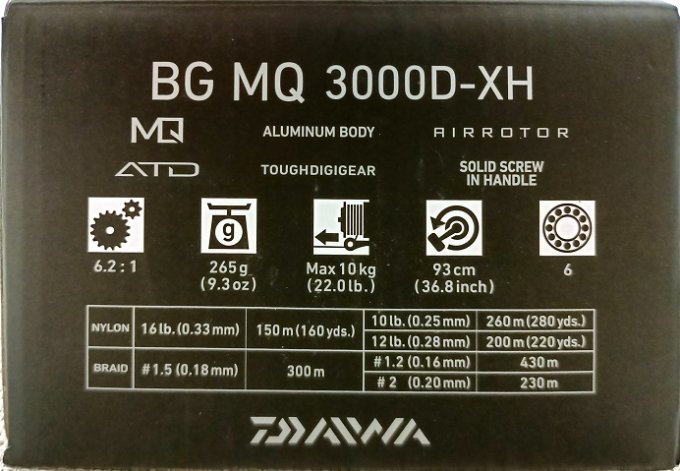 BG MQ 3000D-XH
MQ ALUMINUM BODY AIRROTOR
ATD TOUGHDIGIGEAR SOLID SCREW
IN HANDLE
g
6.2 : 1 265g Max 10kg 93cm 6
(9.3oz) (22.0lb.) (36.8inch)
NYLON 16lb.(0.33mm) 150m(160yds.) 10lb.(0.25mm) 260m(280yds.)
12lb.(0.28mm) 200m(220yds.)
BRAID #1.5(0.18mm) 300m #1.2(0.16mm) 430m
#2 (0.20mm) 230m
DAIWA